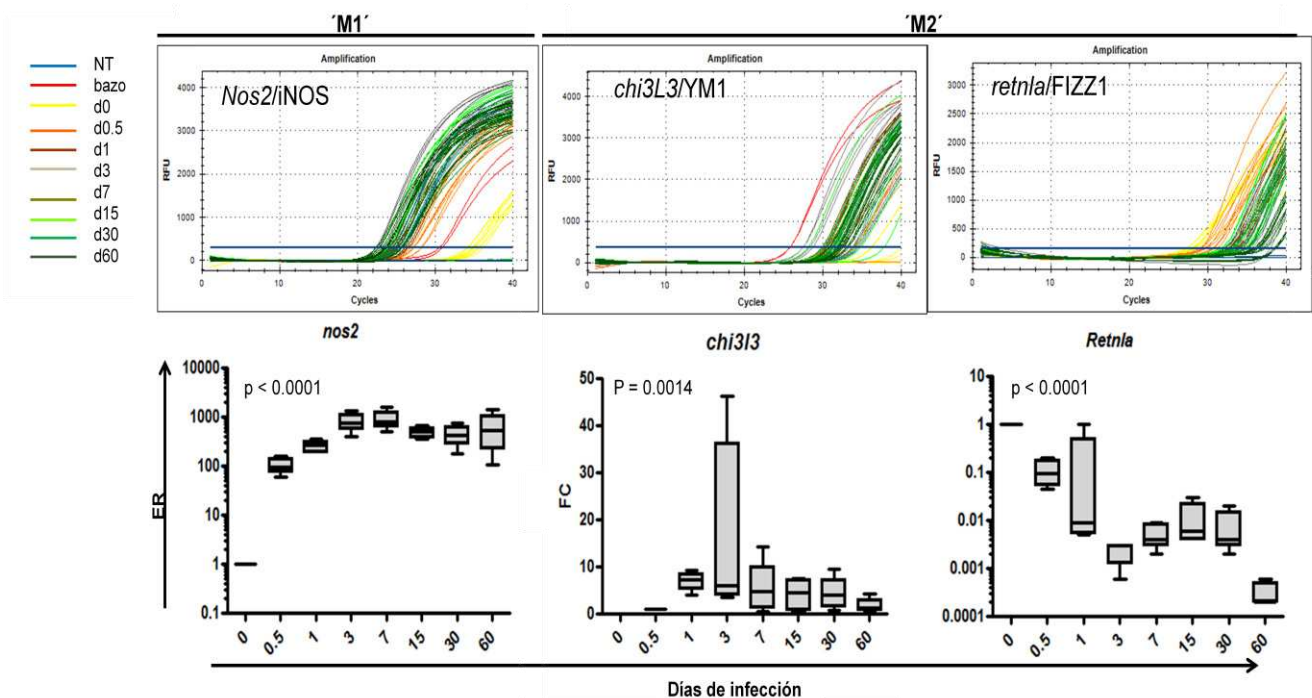 ´M1´
´M2´
NT
bazo
d0
d0.5
d1
d3
d7
d15
d30
d60
Amplification
Nos2/iNOS
4000
3000
2000
1000
0
RFU
0 10 20 30 40
Cycles
Amplification
chi3L3/YM1
4000
3000
2000
1000
0
RFU
0 10 20 30 40
Cycles
Amplification
retnla/FIZZ1
3000
2500
2000
1500
1000
500
0
RFU
0 10 20 30 40
Cycles
nos2
p < 0.0001
10000
1000
100
10
1
0.1
ER
0 0.5 1 3 7 15 30 60
chi3l3
P = 0.0014
50
40
30
20
10
0
FC
0 0.5 1 3 7 15 30 60
Retnla
p < 0.0001
10
1
0.1
0.01
0.001
0.0001
0 0.5 1 3 7 15 30 60
Días de infección